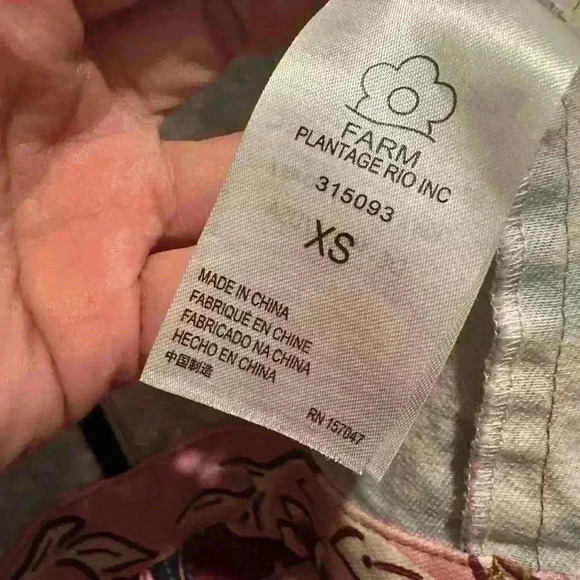 FARM
PLANTAGE RIO INC
315093
XS
MADE IN CHINA
FABRIQUÉ EN CHINE
FABRICADO NA CHINA
HECHO EN CHINA
中国制造
RN 157047